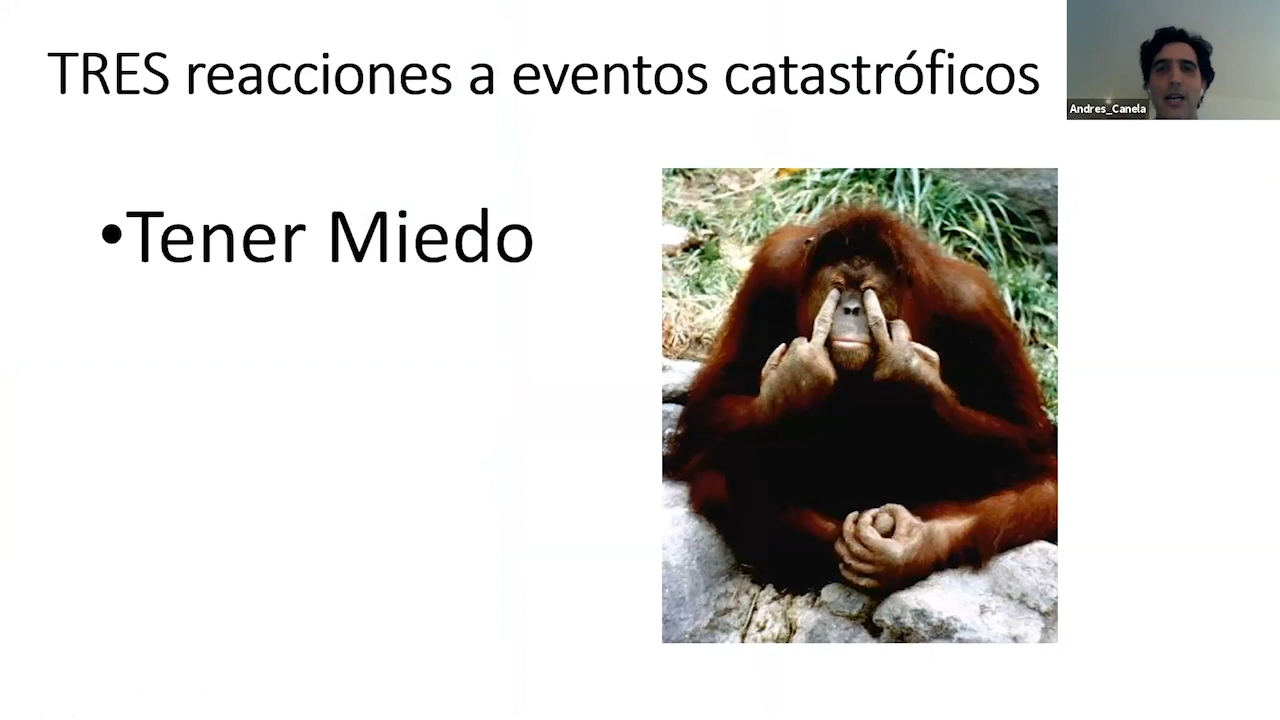 TRES reacciones a eventos catastróficos
Andres_Canela
•Tener Miedo